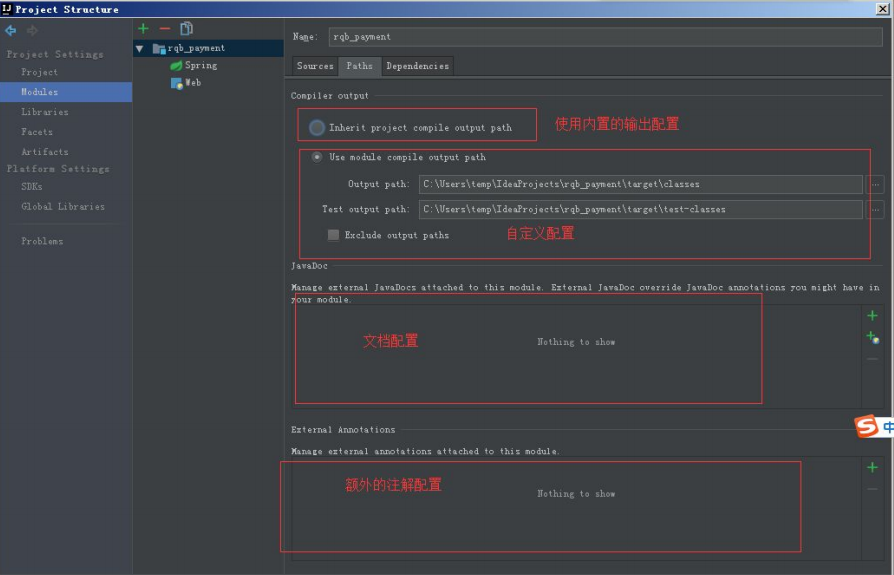 Project Structure
Project Settings
Project
Modules
Libraries
Facets
Artifacts
Platform Settings
SDKs
Global Libraries
Problems
rqb_payment
Spring
Web
Name: rqb_payment
Sources Paths Dependencies
Compiler output
Inherit project compile output path
使用内置的输出配置
Use module compile output path
Output path: C:\Users\temp\IdeaProjects\rqb_payment\target\classes
Test output path: C:\Users\temp\IdeaProjects\rqb_payment\target\test-classes
Exclude output paths
自定义配置
JavaDoc
Manage external JavaDocs attached to this module. External JavaDoc override JavaDoc annotations you might have in
your module.
文档配置
Nothing to show
中
External Annotations
Manage external annotations attached to this module.
额外的注解配置
Nothing to show